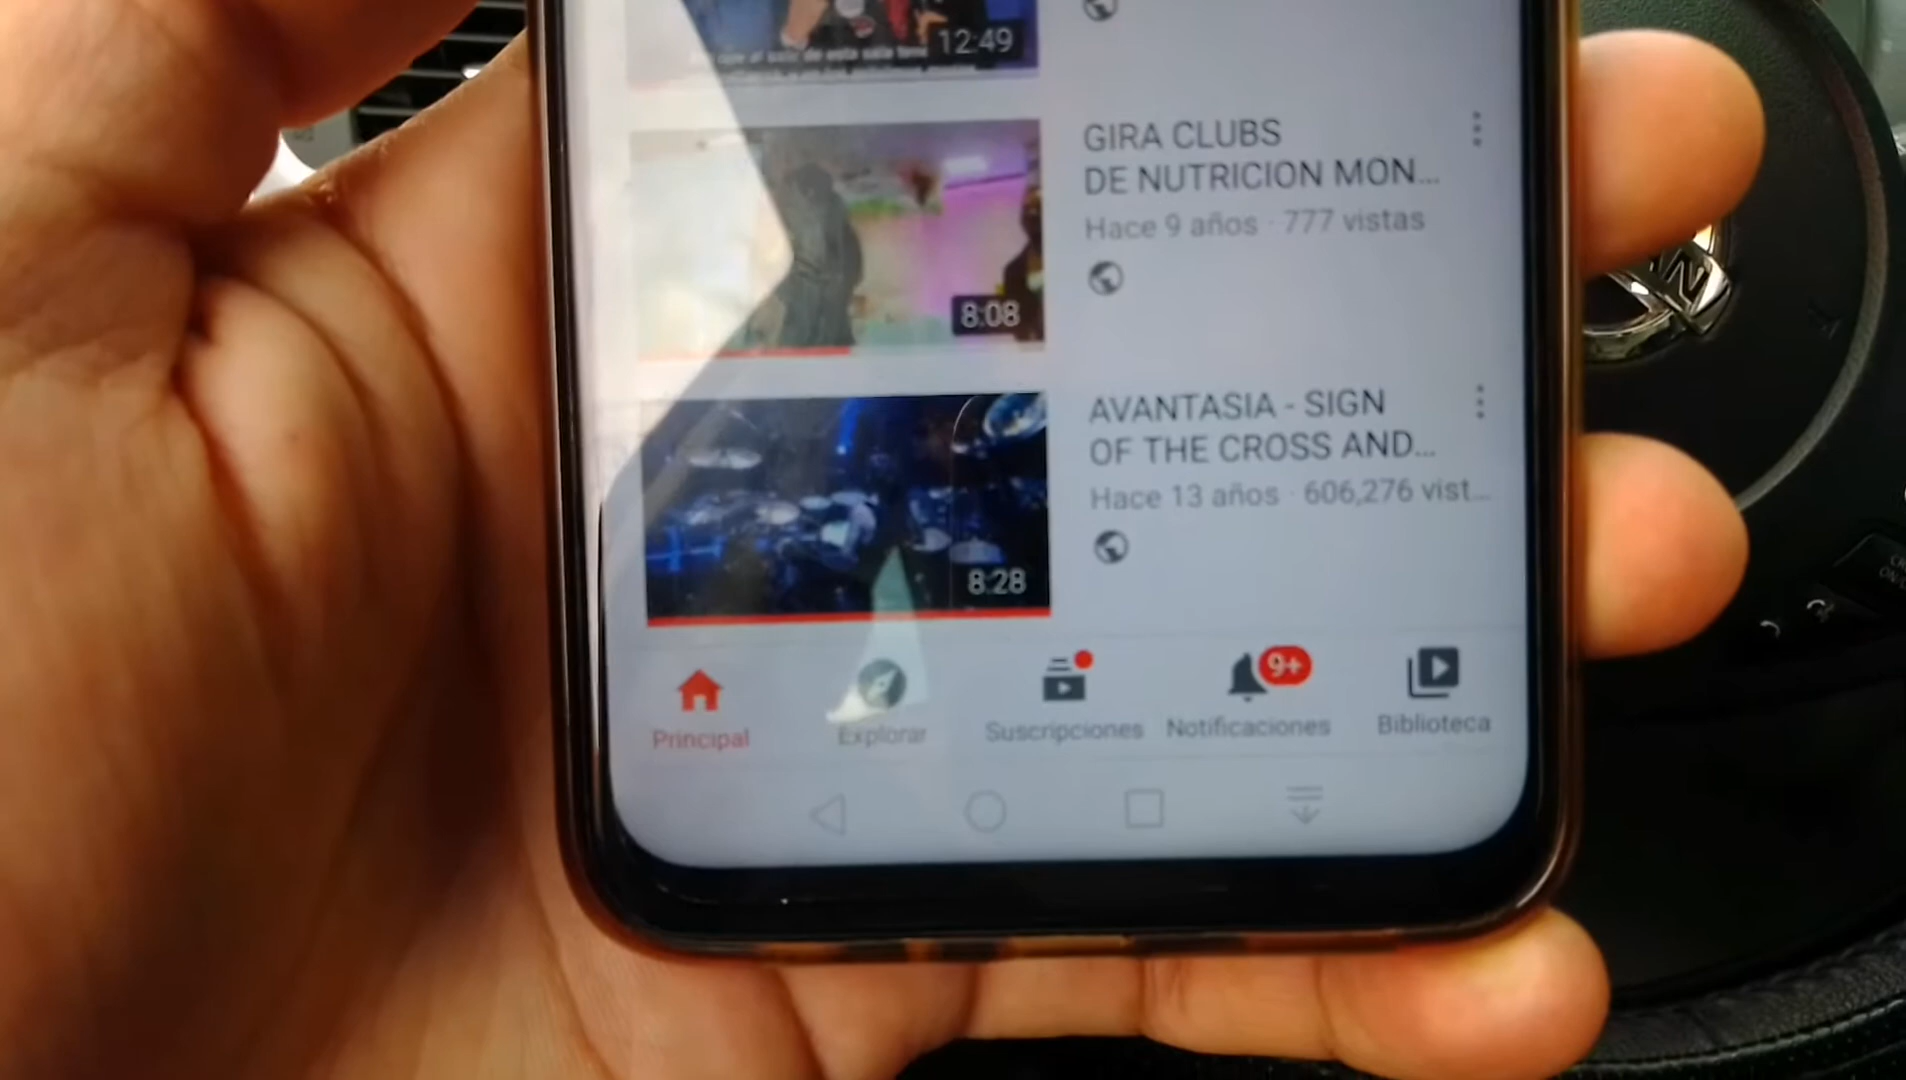 12:49
GIRA CLUBS
DE NUTRICION MON...
Hace 9 años · 777 vistas
8:08
AVANTASIA - SIGN
OF THE CROSS AND...
Hace 13 años · 606,276 vist...
8:28
9+
Principal
Explorar
Suscripciones
Notificaciones
Biblioteca